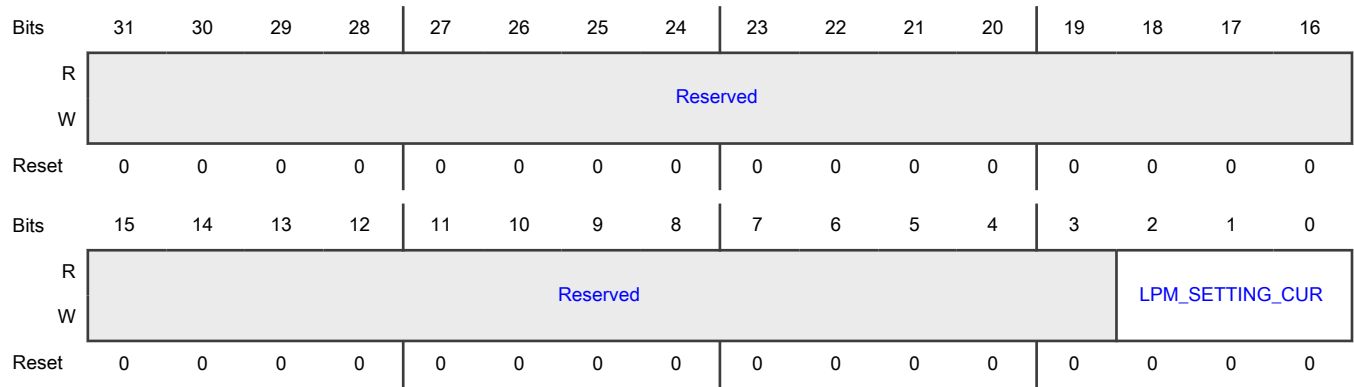 Bits 31 30 29 28 27 26 25 24 23 22 21 20 19 18 17 16
R
Reserved
W
Reset 0 0 0 0 0 0 0 0 0 0 0 0 0 0 0 0
Bits 15 14 13 12 11 10 9 8 7 6 5 4 3 2 1 0
R
Reserved LPM_SETTING_CUR
W
Reset 0 0 0 0 0 0 0 0 0 0 0 0 0 0 0 0